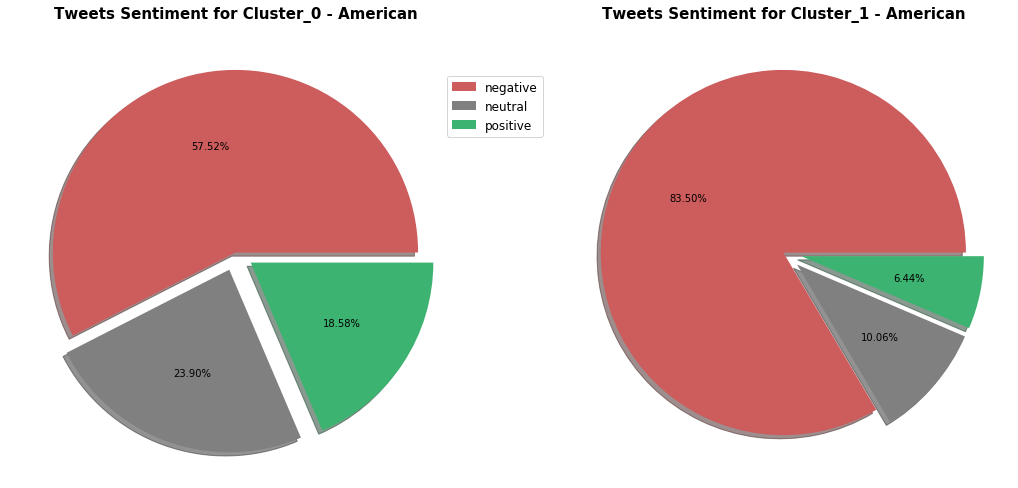 Tweets Sentiment for Cluster_0 - American
57.52%
23.90%
18.58%
negative
neutral
positive
Tweets Sentiment for Cluster_1 - American
83.50%
6.44%
10.06%